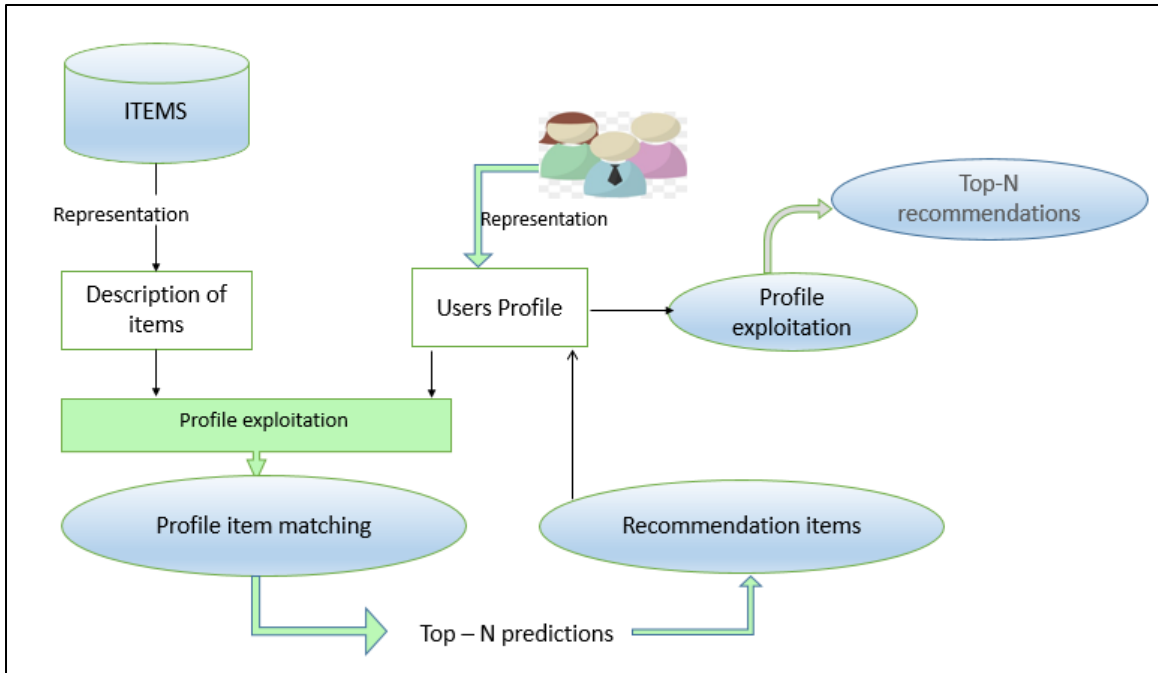 ITEMS
Representation
Representation
Top-N
recommendations
Description of
items
Users Profile
Profile
exploitation
Profile exploitation
Profile item matching
Recommendation items
Top – N predictions